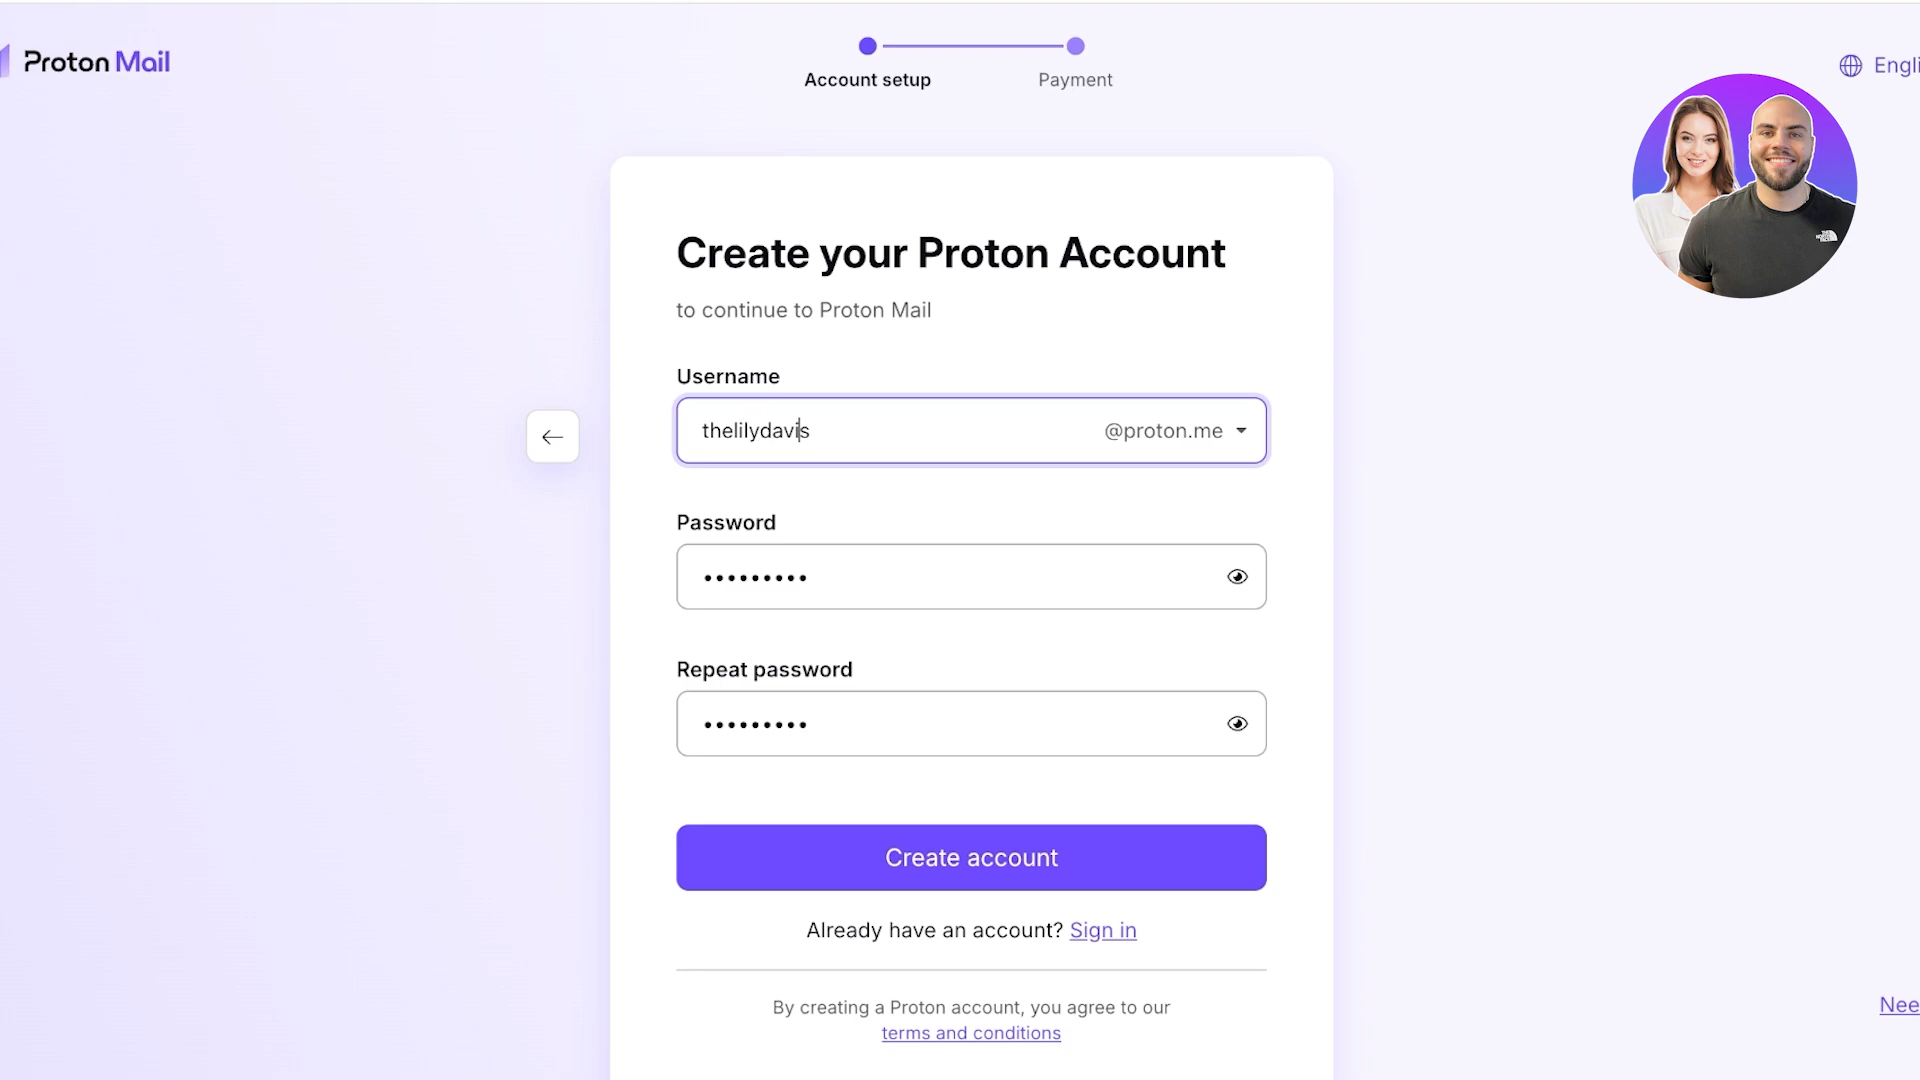 Proton Mail
Account setup
Payment
Engli
Create your Proton Account
to continue to Proton Mail
Username
thelilydavis
@proton.me
Password
•••••••••
Repeat password
•••••••••
Create account
Already have an account? Sign in
By creating a Proton account, you agree to our
terms and conditions
Nee